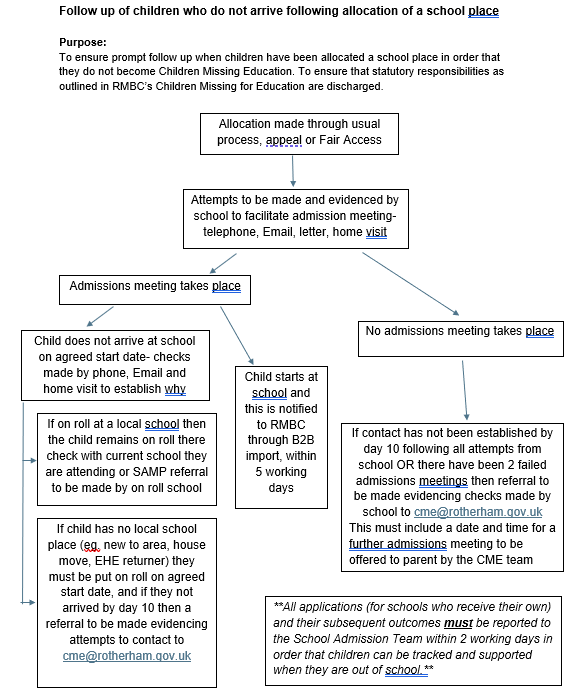 Follow up of children who do not arrive following allocation of a school place
Purpose:
To ensure prompt follow up when children have been allocated a school place in order that
they do not become Children Missing Education. To ensure that statutory responsibilities as
outlined in RMBC's Children Missing for Education are discharged.
Allocation made through usual
process, appeal or Fair Access
Attempts to be made and evidenced by
school to facilitate admission meeting-
telephone, Email, letter, home visit
Admissions meeting takes place
No admissions meeting takes place
Child does not arrive at school
on agreed start date- checks
made by phone, Email and
home visit to establish why
Child starts at
school and
this is notified
to RMBC
through B2B
import, within
5 working
days
If on roll at a local school then
the child remains on roll there
check with current school they
are attending or SAMP referral
to be made by on roll school
If contact has not been established by
day 10 following all attempts from
school OR there have been 2 failed
admissions meetings then referral to
be made evidencing checks made by
school to cme@rotherham.gov.uk
This must include a date and time for a
further admissions meeting to be
offered to parent by the CME team
If child has no local school
place (eg. new to area, house
move, EHE returner) they
must be put on roll on agreed
start date, and if they not
arrived by day 10 then a
referral to be made evidencing
attempts to contact to
cme@rotherham.gov.uk
**All applications (for schools who receive their own)
and their subsequent outcomes must be reported to
the School Admission Team within 2 working days in
order that children can be tracked and supported
when they are out of school.**